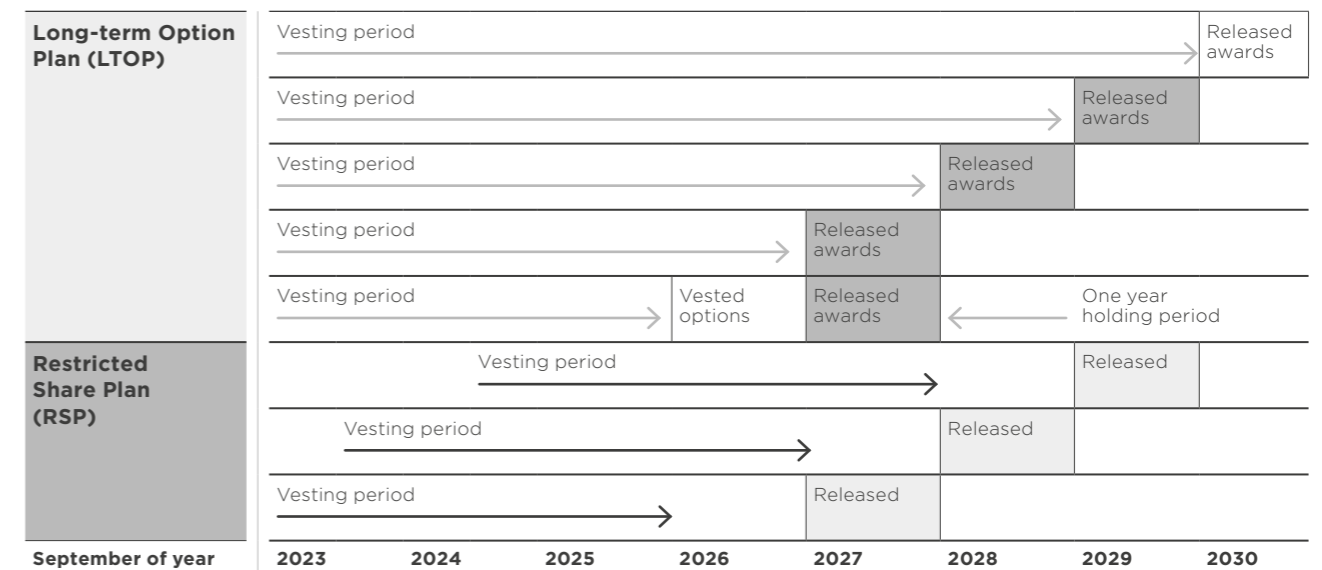 Long-term Option
Plan (LTOP)
Vesting period
Released
awards
Vesting period
Released
awards
Vesting period
Released
awards
Vesting period
Released
awards
Vesting period
Vested
options
Released
awards
One year
holding period
Restricted
Share Plan
(RSP)
Vesting period
Released
Vesting period
Released
Vesting period
Released
September of year
2023
2024
2025
2026
2027
2028
2029
2030